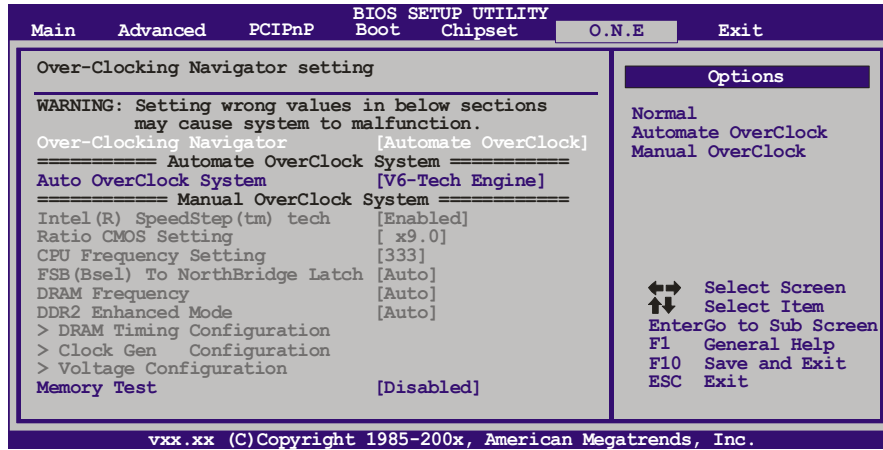 BIOS SETUP UTILITY
Main Advanced PCIPnP Boot Chipset O.N.E Exit
Over-Clocking Navigator setting
WARNING: Setting wrong values in below sections
may cause system to malfunction.
Over-Clocking Navigator [Automate OverClock]
=========== Automate OverClock System ===========
Auto OverClock System [V6-Tech Engine]
============ Manual OverClock System ============
Intel(R) SpeedStep(tm) tech [Enabled]
Ratio CMOS Setting [ x9.0]
CPU Frequency Setting [333]
FSB(Bsel) To NorthBridge Latch [Auto]
DRAM Frequency [Auto]
DDR2 Enhanced Mode [Auto]
> DRAM Timing Configuration
> Clock Gen Configuration
> Voltage Configuration
Memory Test [Disabled]
Options
Normal
Automate OverClock
Manual OverClock
Select Screen
Select Item
EnterGo to Sub Screen
F1 General Help
F10 Save and Exit
ESC Exit
vxx.xx (C)Copyright 1985-200x, American Megatrends, Inc.